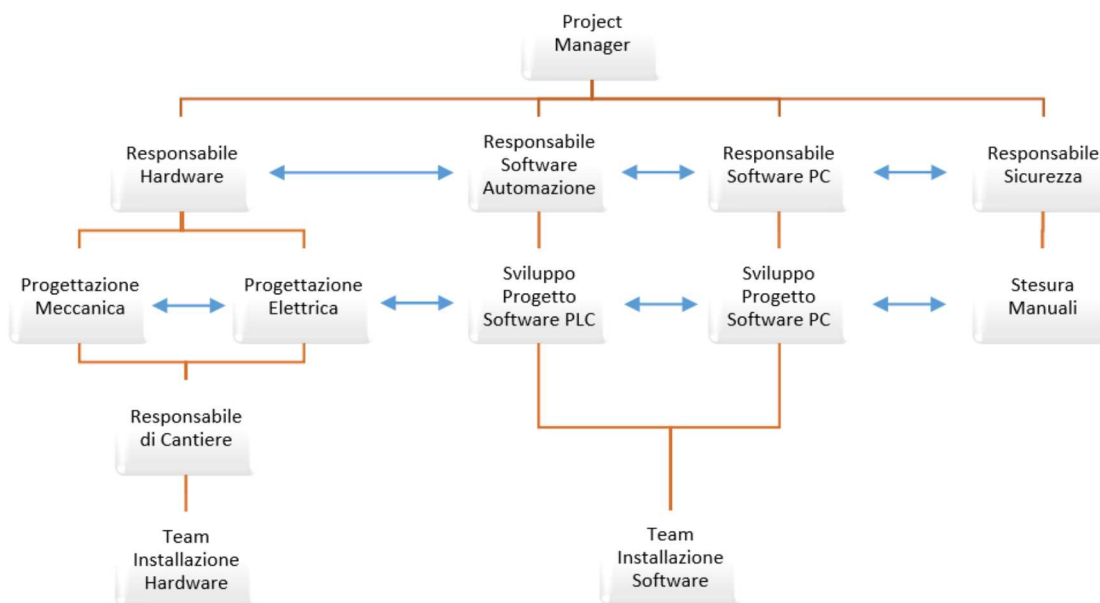 Project
Manager
Responsabile
Hardware
Responsabile
Software
Automazione
Responsabile
Software PC
Responsabile
Sicurezza
Progettazione
Meccanica
Progettazione
Elettrica
Sviluppo
Progetto
Software PLC
Sviluppo
Progetto
Software PC
Stesura
Manuali
Responsabile
di Cantiere
Team
Installazione
Hardware
Team
Installazione
Software